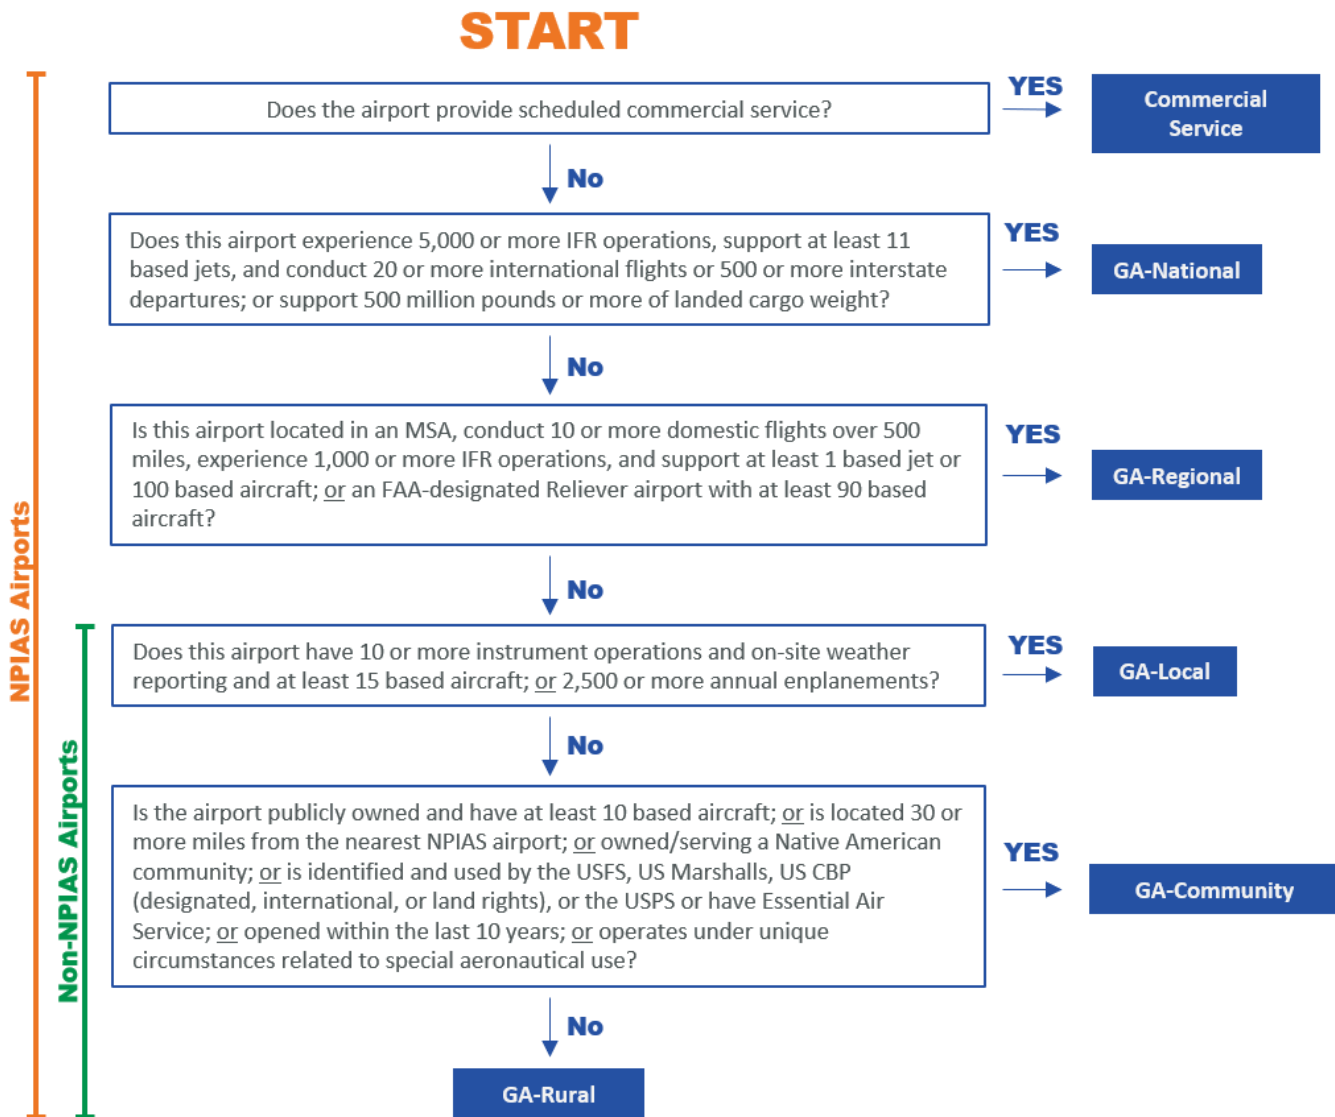 START
Does the airport provide scheduled commercial service?
YES
Commercial
Service
No
Does this airport experience 5,000 or more IFR operations, support at least 11
based jets, and conduct 20 or more international flights or 500 or more interstate
departures; or support 500 million pounds or more of landed cargo weight?
YES
GA-National
No
Is this airport located in an MSA, conduct 10 or more domestic flights over 500
miles, experience 1,000 or more IFR operations, and support at least 1 based jet or
100 based aircraft; or an FAA-designated Reliever airport with at least 90 based
aircraft?
YES
GA-Regional
No
Does this airport have 10 or more instrument operations and on-site weather
reporting and at least 15 based aircraft; or 2,500 or more annual enplanements?
YES
GA-Local
No
Is the airport publicly owned and have at least 10 based aircraft; or is located 30 or
more miles from the nearest NPIAS airport; or owned/serving a Native American
community; or is identified and used by the USFS, US Marshalls, US CBP
(designated, international, or land rights), or the USPS or have Essential Air
Service; or opened within the last 10 years; or operates under unique
circumstances related to special aeronautical use?
YES
GA-Community
No
GA-Rural
NPIAS Airports
Non-NPIAS Airports